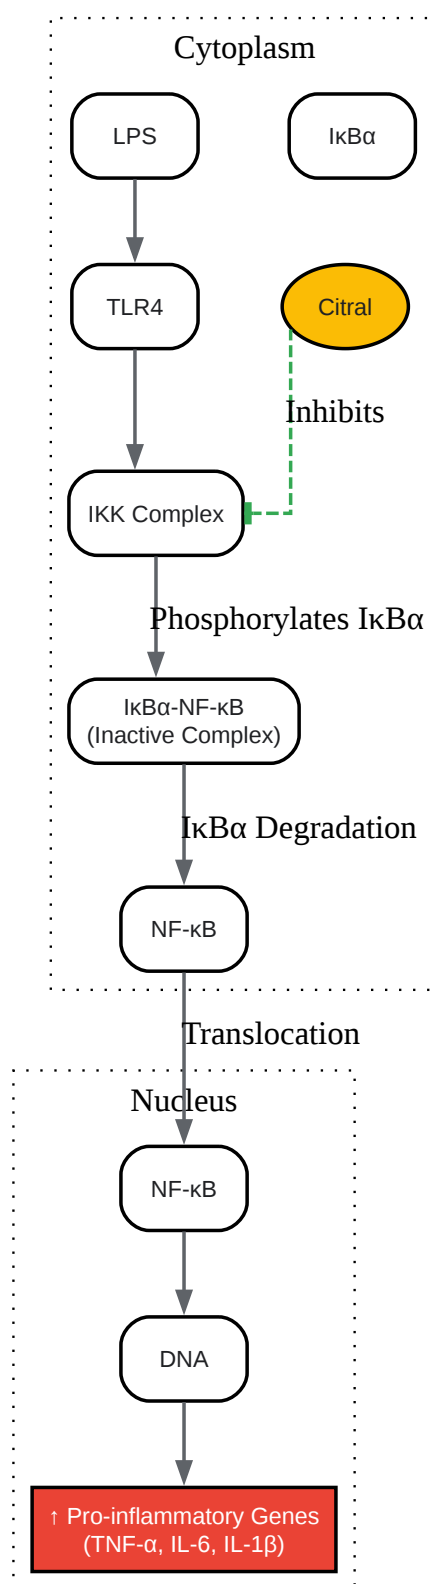 Cytoplasm
LPS
IκBα
TLR4
Citral
Inhibits
IKK Complex
Phosphorylates IκBα
IκBα-NF-κB
(Inactive Complex)
IκBα Degradation
NF-κB
Translocation
Nucleus
NF-κB
DNA
↑ Pro-inflammatory Genes
(TNF-α, IL-6, IL-1β)